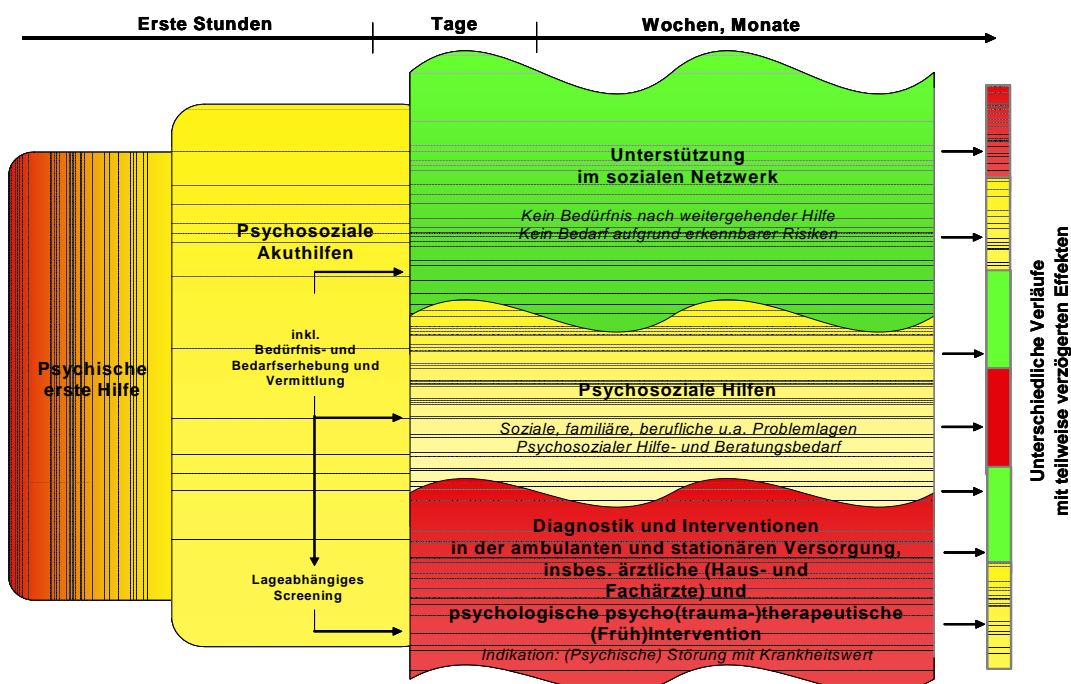 Erste Stunden
Tage
Wochen, Monate
Psychische
erste Hilfe
Psychosoziale
Akuthilfen
inkl.
Bedürfnis- und
Bedarfserhebung und
Vermittlung
Lageabhängiges
Screening
Unterstützung
im sozialen Netzwerk
Kein Bedürfnis nach weitergehender Hilfe
Kein Bedarf aufgrund erkennbarer Risiken
Psychosoziale Hilfen
Soziale, familiäre, berufliche u.a. Problemlagen
Psychosozialer Hilfe- und Beratungsbedarf
Diagnostik und Interventionen
in der ambulanten und stationären Versorgung,
insbes. ärztliche (Haus- und
Fachärzte) und
psychologische psycho(trauma-)therapeutische
(Früh)Intervention
Indikation: (Psychische) Störung mit Krankheitswert
Unterschiedliche Verläufe
mit teilweise verzögerten Effekten